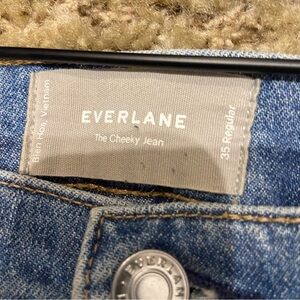 Bien Hoa, Vietnam
EVERLANE
The Cheeky Jean
35 Regular
EVERLANE